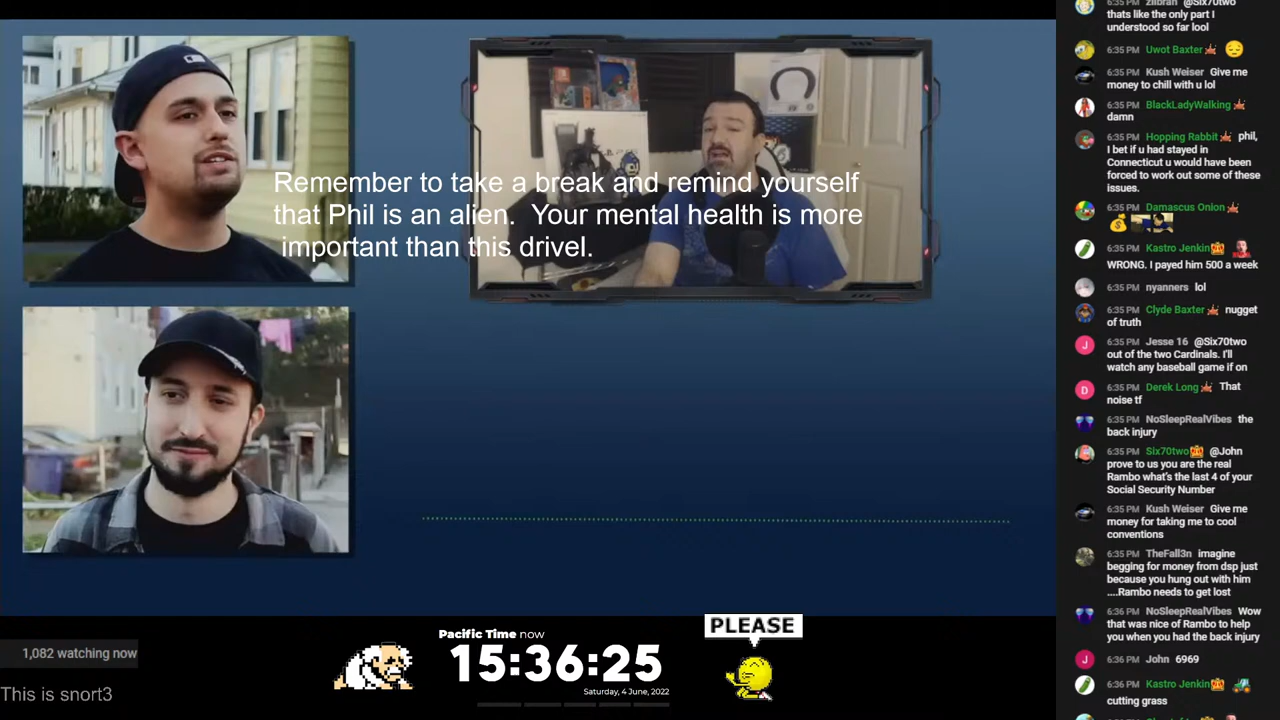 Remember to take a break and remind yourself
that Phil is an alien. Your mental health is more
important than this drivel.
PLEASE
Pacific Time now
15:36:25
Saturday, 4 June, 2022
1,082 watching now
This is snort3
thats like the only part I
understood so far lool
6:35 PM Uwot Baxter
6:35 PM Kush Weiser Give me
money to chill with u lol
6:35 PM BlackLadyWalking
damn
6:35 PM Hopping Rabbit phil,
I bet if u had stayed in
Connecticut u would have been
forced to work out some of these
issues.
6:35 PM Damascus Onion
6:35 PM Kastro Jenkin
WRONG. I payed him 500 a week
6:35 PM nyanners lol
6:35 PM Clyde Baxter nugget
of truth
6:35 PM Jesse 16 @Six70two
out of the two Cardinals. I'll
watch any baseball game if on
6:35 PM Derek Long That
noise tf
6:35 PM NoSleepRealVibes the
back injury
6:35 PM Six70two @John
prove to us you are the real
Rambo what's the last 4 of your
Social Security Number
6:35 PM Kush Weiser Give me
money for taking me to cool
conventions
6:35 PM TheFall3n imagine
begging for money from dsp just
because you hung out with him
....Rambo needs to get lost
6:36 PM NoSleepRealVibes Wow
that was nice of Rambo to help
you when you had the back injury
6:36 PM John 6969
6:36 PM Kastro Jenkin
cutting grass